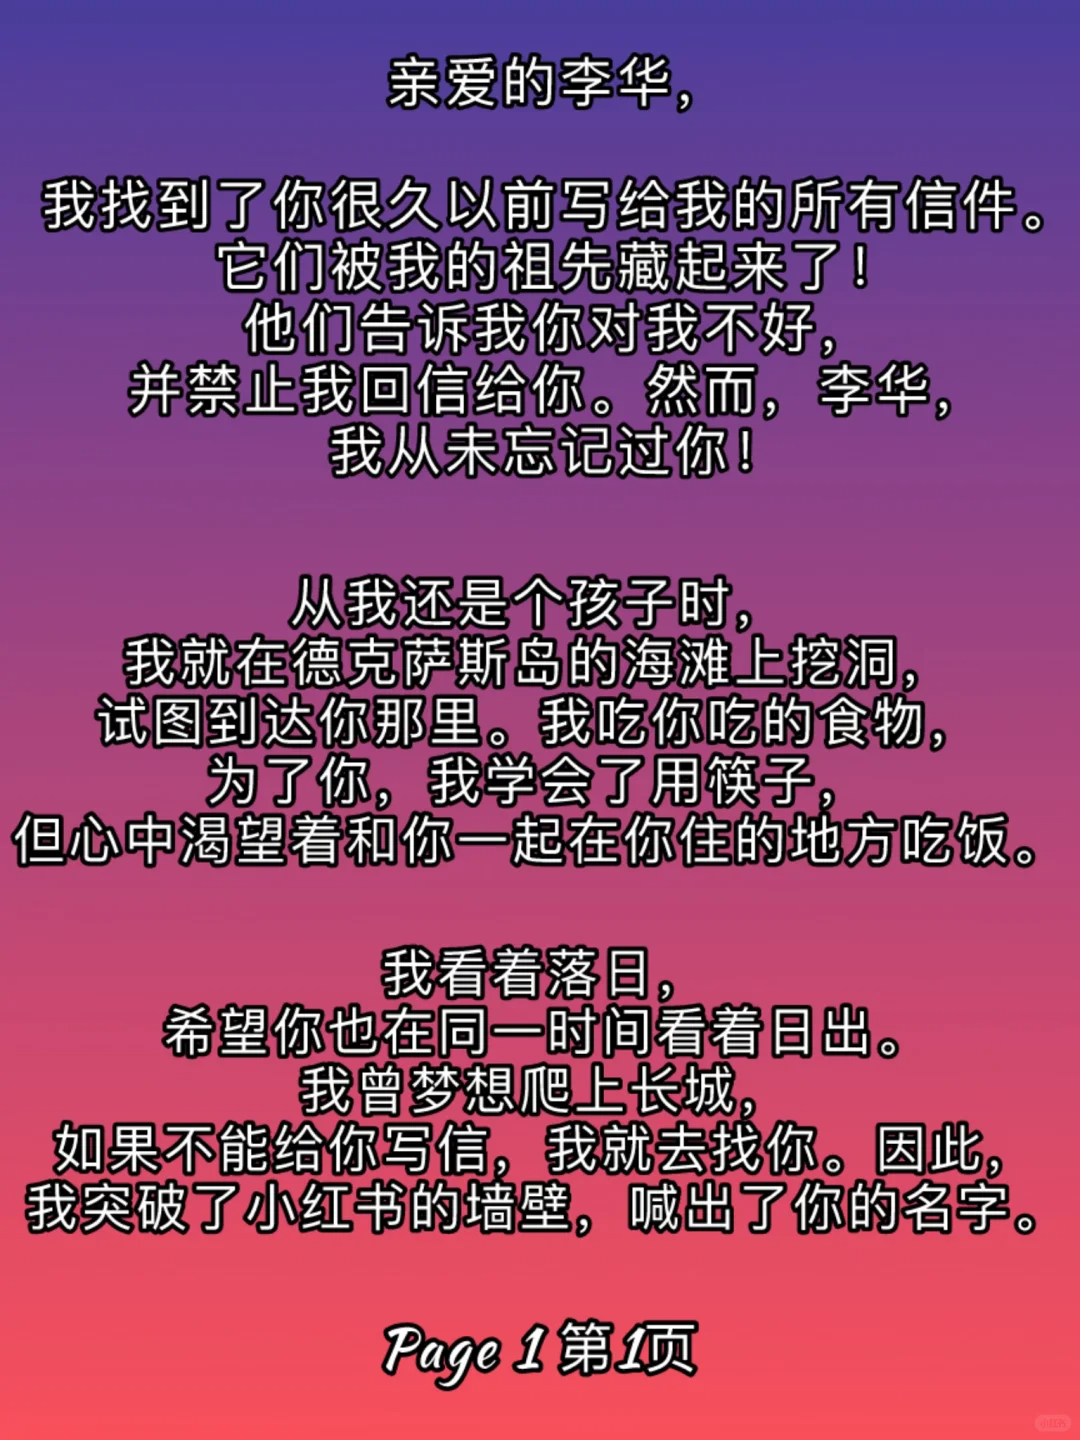 亲爱的李华，
我找到了你很久以前写给我的所有信件。
它们被我的祖先藏起来了！
他们告诉我你对我不好，
并禁止我回信给你。然而，李华，
我从未忘记过你！
从我还是个孩子时，
我就在德克萨斯岛的海滩上挖洞，
试图到达你那里。我吃你吃的食物，
为了你，我学会了用筷子，
但心中渴望着和你一起在你住的地方吃饭。
我看着落日，
希望你也在同一时间看着日出。
我曾梦想爬上长城，
如果不能给你写信，我就去找你。因此，
我突破了小红书的墙壁，喊出了你的名字。
Page 1 第1页
小红书